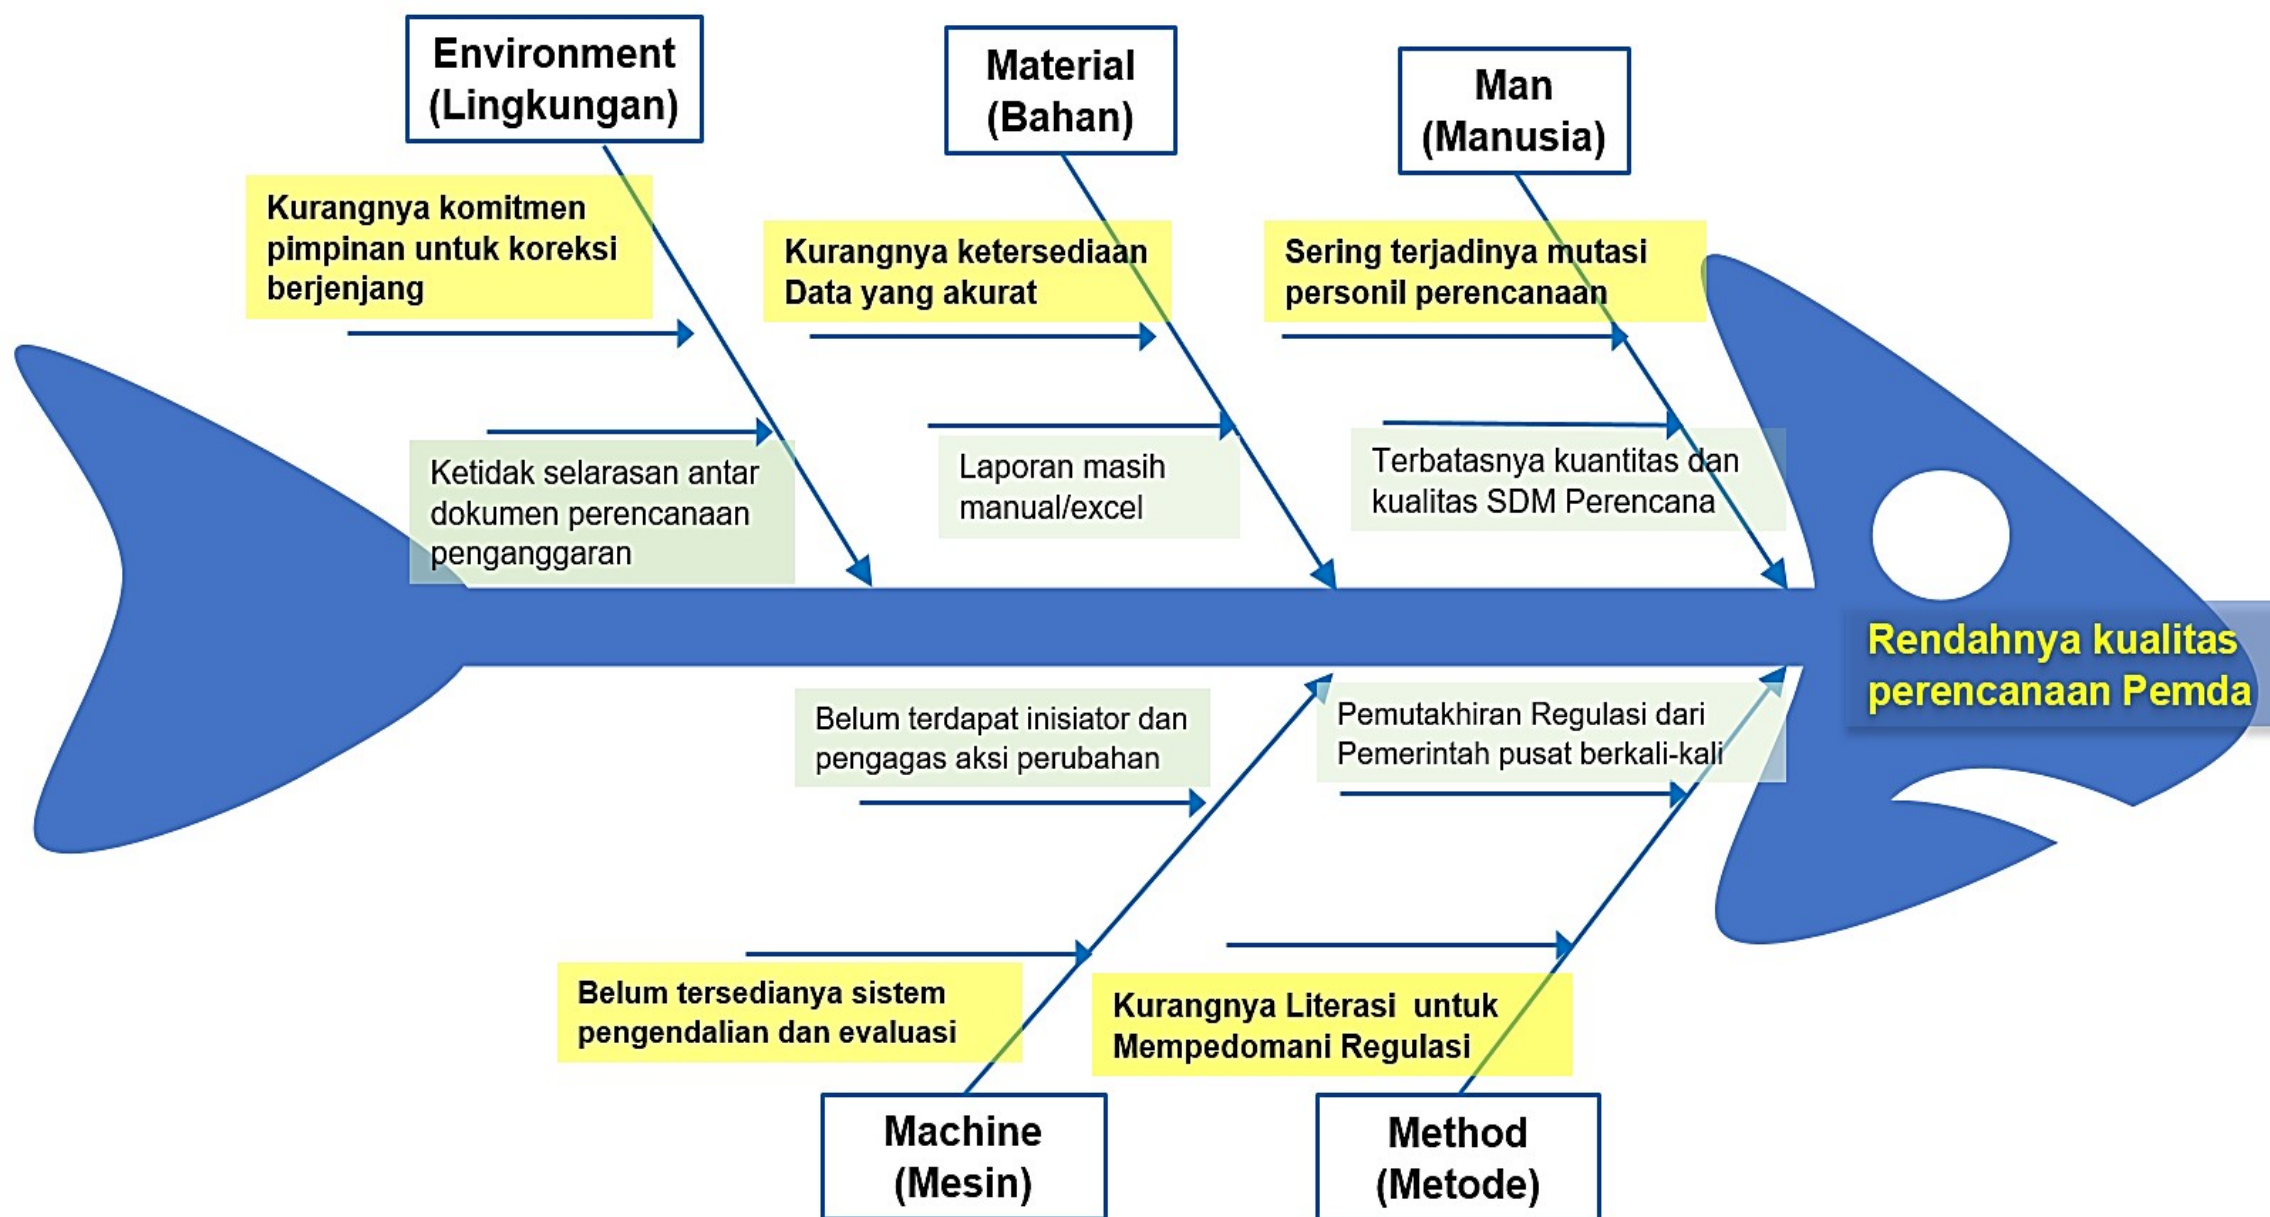 Environment
(Lingkungan)
Material
(Bahan)
Man
(Manusia)
Kurangnya komitmen
pimpinan untuk koreksi
berjenjang
Kurangnya ketersediaan
Data yang akurat
Sering terjadinya mutasi
personil perencanaan
Ketidak selarasan antar
dokumen perencanaan
penganggaran
Laporan masih
manual/excel
Terbatasnya kuantitas dan
kualitas SDM Perencana
Rendahnya kualitas
perencanaan Pemda
Belum terdapat inisiator dan
pengagas aksi perubahan
Pemutakhiran Regulasi dari
Pemerintah pusat berkali-kali
Belum tersedianya sistem
pengendalian dan evaluasi
Kurangnya Literasi  untuk
Mempedomani Regulasi
Machine
(Mesin)
Method
(Metode)